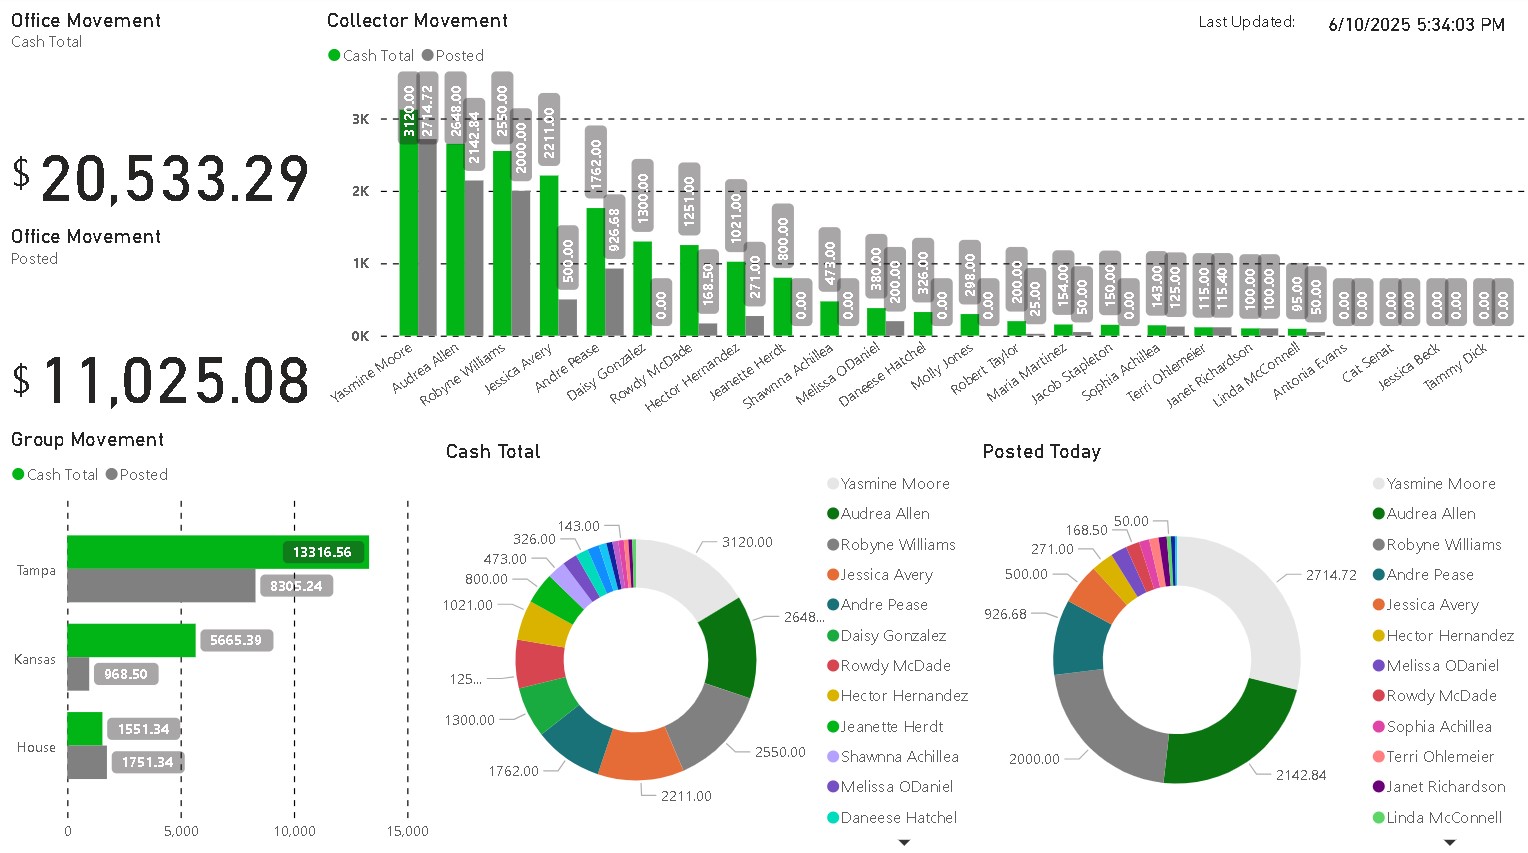 Office Movement
Cash Total
$ 20,533.29
Office Movement
Posted
$ 11,025.08
Collector Movement
Last Updated: 6/10/2025 5:34:03 PM
Cash Total Posted
3K
2K
1K
0K
3120.00
2714.72
2648.00
2142.84
2550.00
2000.00
2211.00
500.00
1762.00
926.68
1300.00
0.00
1251.00
168.50
1021.00
271.00
800.00
0.00
473.00
0.00
380.00
200.00
326.00
0.00
298.00
0.00
200.00
25.00
154.00
50.00
150.00
0.00
143.00
125.00
115.00
115.40
100.00
100.00
95.00
50.00
0.00
0.00
0.00
0.00
0.00
0.00
0.00
0.00
Yasmine Moore
Audrea Allen
Robyne Williams
Jessica Avery
Andre Pease
Daisy Gonzalez
Rowdy McDade
Hector Hernandez
Jeanette Herdt
Shawnna Achillea
Melissa ODaniel
Daneese Hatchel
Molly Jones
Robert Taylor
Maria Martinez
Jacob Stapleton
Sophia Achillea
Terri Ohlemeier
Janet Richardson
Linda McConnell
Antonia Evans
Cat Senat
Jessica Beck
Tammy Dick
Group Movement
Cash Total Posted
Tampa
13316.56
8305.24
Kansas
5665.39
968.50
House
1551.34
1751.34
0 5,000 10,000 15,000
Cash Total
3120.00
2648...
2550.00
2211.00
1762.00
1300.00
125...
1021.00
800.00
473.00
326.00
143.00
Yasmine Moore
Audrea Allen
Robyne Williams
Jessica Avery
Andre Pease
Daisy Gonzalez
Rowdy McDade
Hector Hernandez
Jeanette Herdt
Shawnna Achillea
Melissa ODaniel
Daneese Hatchel
Posted Today
2714.72
2142.84
2000.00
926.68
500.00
271.00
168.50
50.00
Yasmine Moore
Audrea Allen
Robyne Williams
Andre Pease
Jessica Avery
Hector Hernandez
Melissa ODaniel
Rowdy McDade
Sophia Achillea
Terri Ohlemeier
Janet Richardson
Linda McConnell